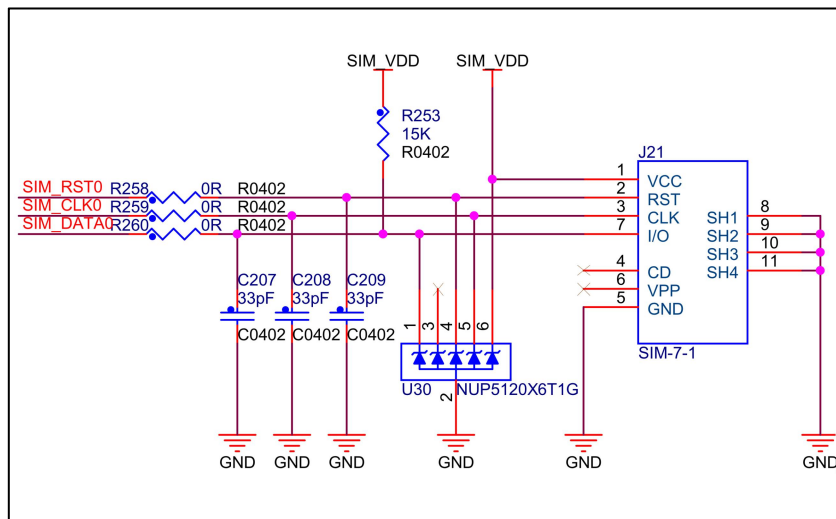 SIM_VDD
SIM_VDD
R253
15K
R0402
J21
SIM_RST0 R258 0R R0402
SIM_CLK0 R259 0R R0402
SIM_DATA0 R260 0R R0402
1 VCC
2 RST
3 CLK
7 I/O
4 CD
6 VPP
5 GND
SH1 8
SH2 9
SH3 10
SH4 11
SIM-7-1
C207 C208 C209
33pF 33pF 33pF
C0402 C0402 C0402
1 3 4 5 6
U30 NUP5120X6T1G
2
GND GND GND GND GND GND